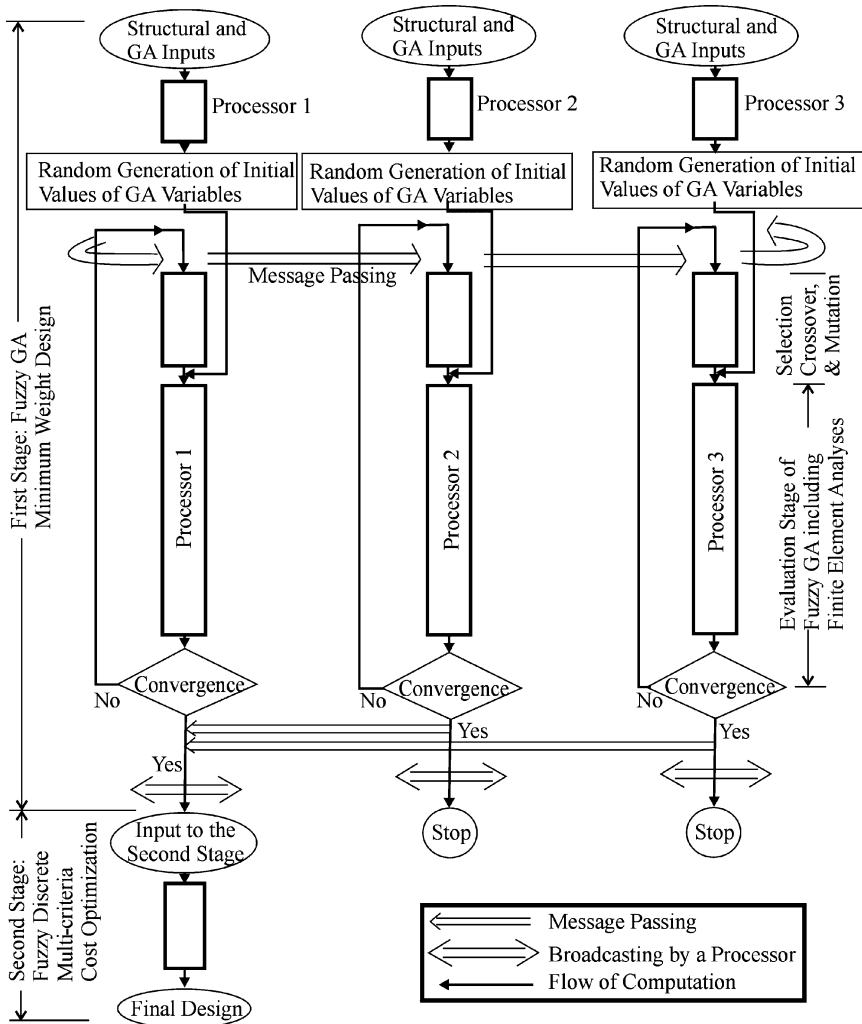 Structural and
GA Inputs
Structural and
GA Inputs
Structural and
GA Inputs
Processor 1
Processor 2
Processor 3
Random Generation of Initial
Values of GA Variables
Random Generation of Initial
Values of GA Variables
Random Generation of Initial
Values of GA Variables
Message Passing
First Stage: Fuzzy GA
Minimum Weight Design
Selection
Crossover,
& Mutation
Processor 1
Processor 2
Processor 3
Evaluation Stage of
Fuzzy GA including
Finite Element Analyses
Convergence
Convergence
Convergence
No
No
No
Yes
Yes
Yes
Input to the
Second Stage
Stop
Stop
Second Stage:
Fuzzy Discrete
Multi-criteria
Cost Optimization
Final Design
Message Passing
Broadcasting by a Processor
Flow of Computation